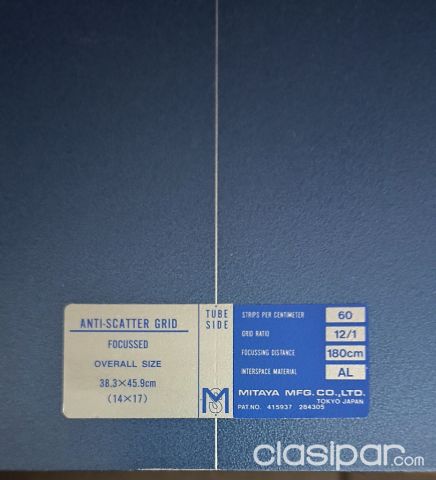 ANTI-SCATTER GRID
FOCUSSED
OVERALL SIZE
38.3×45.9cm
(14×17)
TUBE
SIDE
M
STRIPS PER CENTIMETER 60
GRID RATIO 12/1
FOCUSSING DISTANCE 180cm
INTERSPACE MATERIAL AL
MITAYA MFG.CO.,LTD.
TOKYO JAPAN
PAT.NO. 415937 284305
clasipar.com